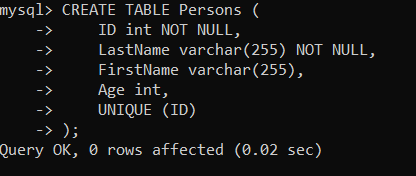 mysql> CREATE TABLE Persons (
    ->     ID int NOT NULL,
    ->     LastName varchar(255) NOT NULL,
    ->     FirstName varchar(255),
    ->     Age int,
    ->     UNIQUE (ID)
    -> );
Query OK, 0 rows affected (0.02 sec)